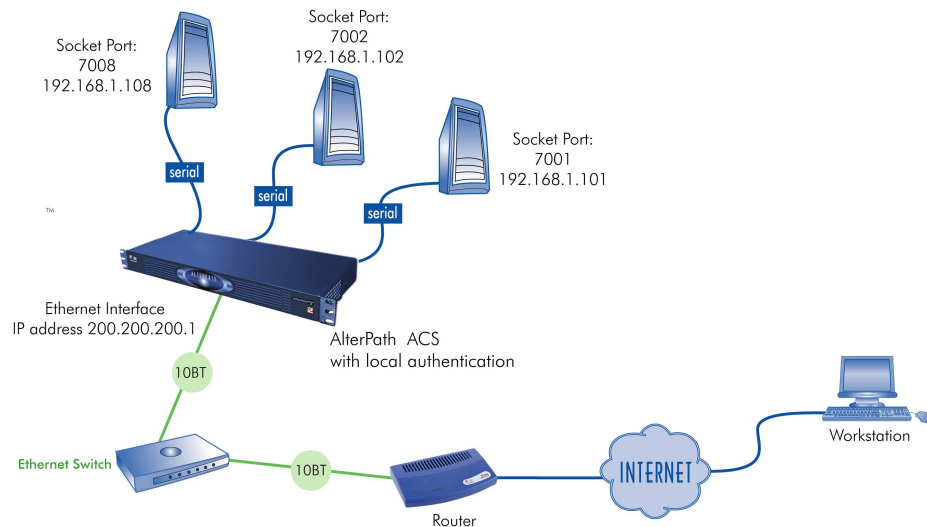 Socket Port:
7008
192.168.1.108
Socket Port:
7002
192.168.1.102
Socket Port:
7001
192.168.1.101
serial
serial
serial
TM
ALTERPATH
Ethernet Interface
IP address 200.200.200.1
AlterPath ACS
with local authentication
10BT
Ethernet Switch
10BT
Router
INTERNET
Workstation